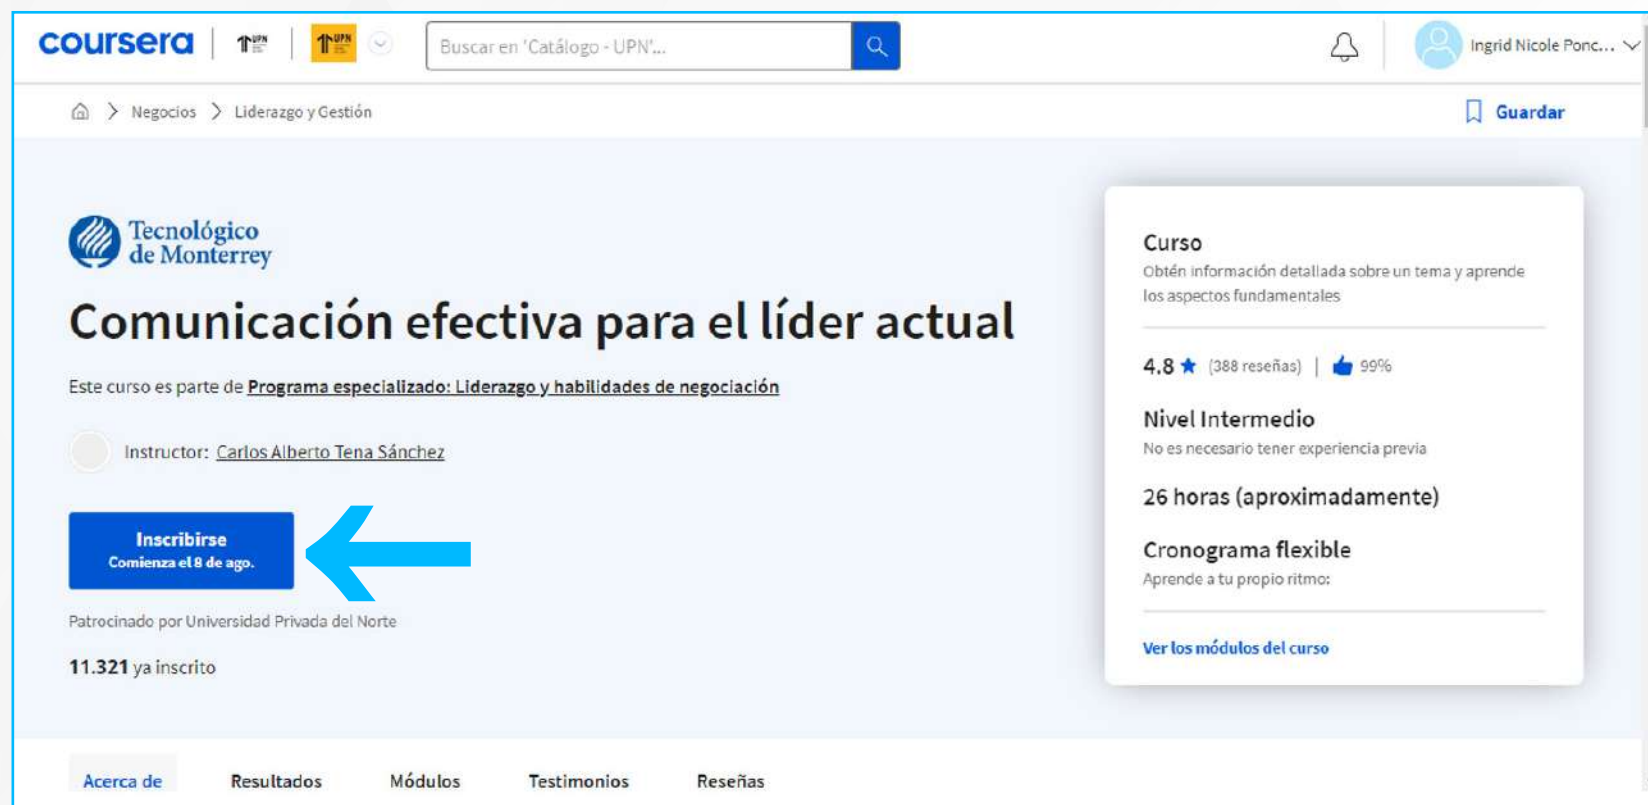 coursera
UPN
UPN
Buscar en 'Catálogo - UPN'...
Ingrid Nicole Ponc...
Negocios
Liderazgo y Gestión
Guardar
Tecnológico
de Monterrey
Comunicación efectiva para el líder actual
Este curso es parte de Programa especializado: Liderazgo y habilidades de negociación
Instructor: Carlos Alberto Tena Sánchez
Inscribirse
Comienza el 8 de ago.
Patrocinado por Universidad Privada del Norte
11.321 ya inscrito
Curso
Obtén información detallada sobre un tema y aprende
los aspectos fundamentales
4.8 ★ (388 reseñas) | 99%
Nivel Intermedio
No es necesario tener experiencia previa
26 horas (aproximadamente)
Cronograma flexible
Aprende a tu propio ritmo:
Ver los módulos del curso
Acerca de
Resultados
Módulos
Testimonios
Reseñas